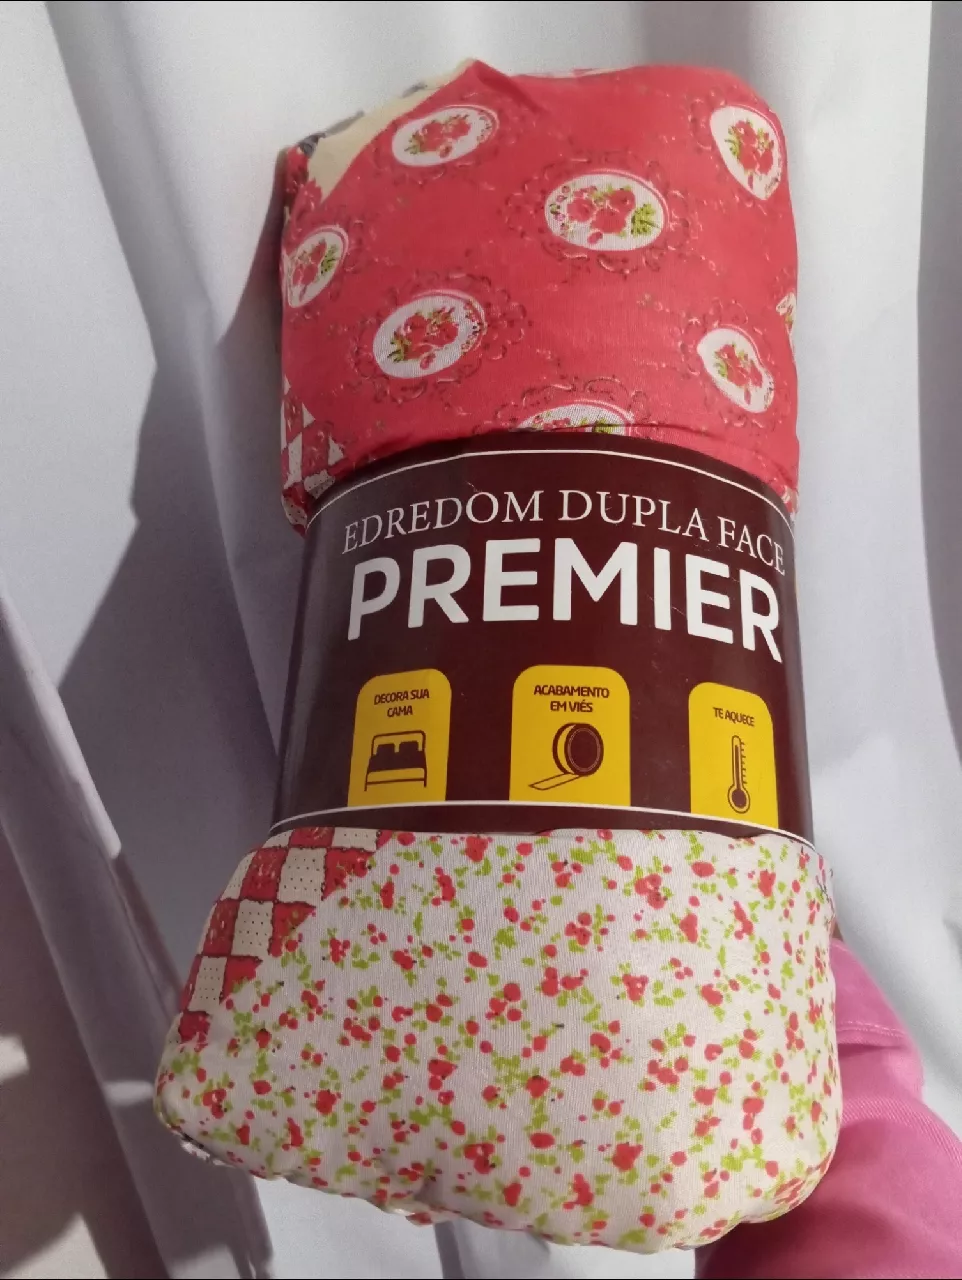 EDREDOM DUPLA FACE
PREMIER
DECORA SUA
CAMA
ACABAMENTO
EM VIÉS
TE AQUECE